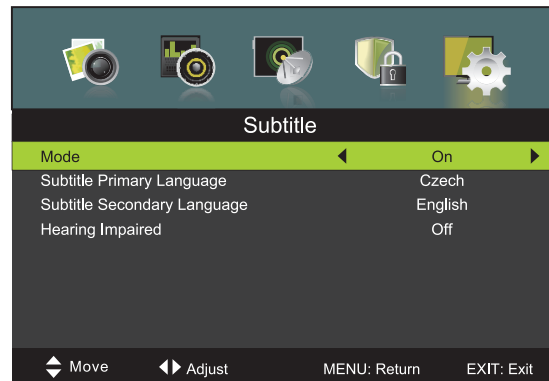 Subtitle
Mode On
Subtitle Primary Language Czech
Subtitle Secondary Language English
Hearing Impaired Off
Move Adjust MENU: Return EXIT: Exit